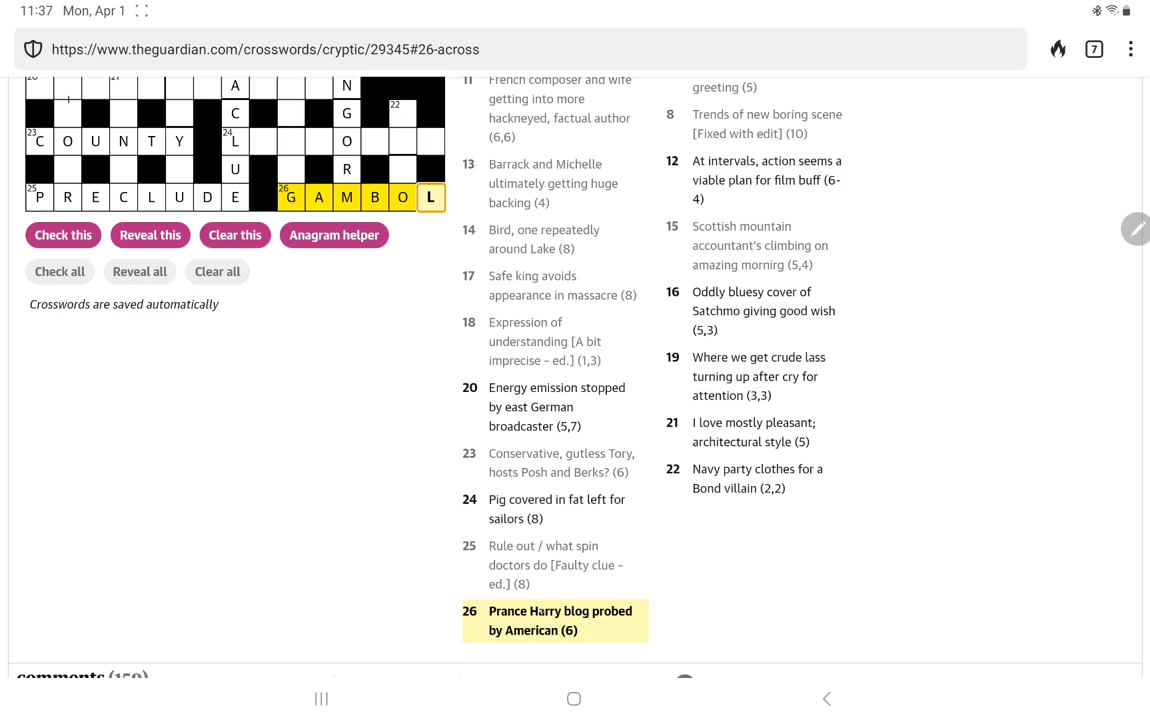 11:37 Mon, Apr 1
https://www.theguardian.com/crosswords/cryptic/29345#26-across
7
20 21 A N
C G 22
23 C O U N T Y 24 L O
U R
25 P R E C L U D E 26 G A M B O L
Check this Reveal this Clear this Anagram helper
Check all Reveal all Clear all
Crosswords are saved automatically
11 French composer and wife
getting into more
hackneyed, factual author
(6,6)
13 Barrack and Michelle
ultimately getting huge
backing (4)
14 Bird, one repeatedly
around Lake (8)
17 Safe king avoids
appearance in massacre (8)
18 Expression of
understanding [A bit
imprecise – ed.] (1,3)
20 Energy emission stopped
by east German
broadcaster (5,7)
23 Conservative, gutless Tory,
hosts Posh and Berks? (6)
24 Pig covered in fat left for
sailors (8)
25 Rule out / what spin
doctors do [Faulty clue –
ed.] (8)
26 Prance Harry blog probed
by American (6)
greeting (5)
8 Trends of new boring scene
[Fixed with edit] (10)
12 At intervals, action seems a
viable plan for film buff (6-
4)
15 Scottish mountain
accountant's climbing on
amazing mornirg (5,4)
16 Oddly bluesy cover of
Satchmo giving good wish
(5,3)
19 Where we get crude lass
turning up after cry for
attention (3,3)
21 I love mostly pleasant;
architectural style (5)
22 Navy party clothes for a
Bond villain (2,2)
comments (159)